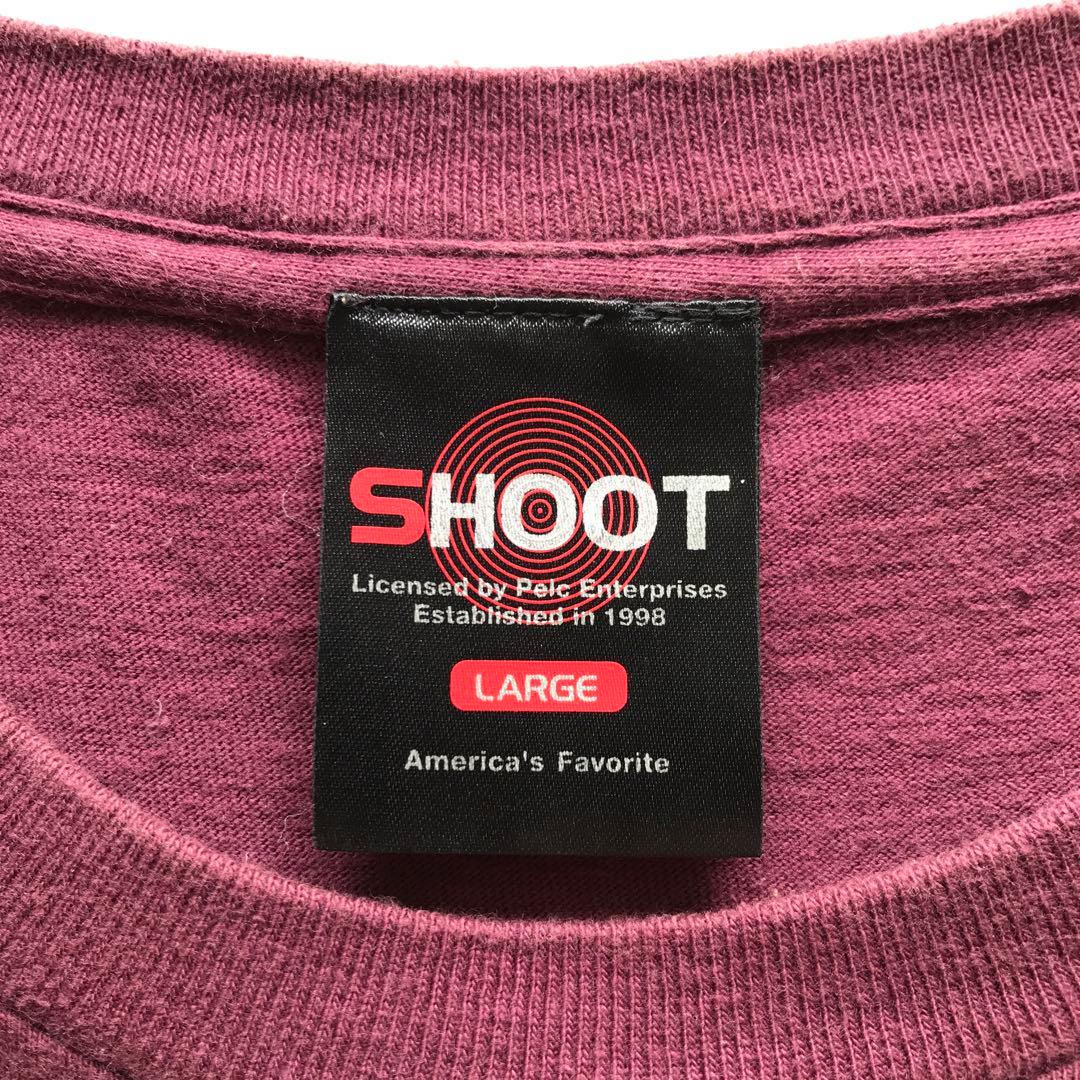 SHOOT
Licensed by Pelc Enterprises
Established in 1998
LARGE
America's Favorite